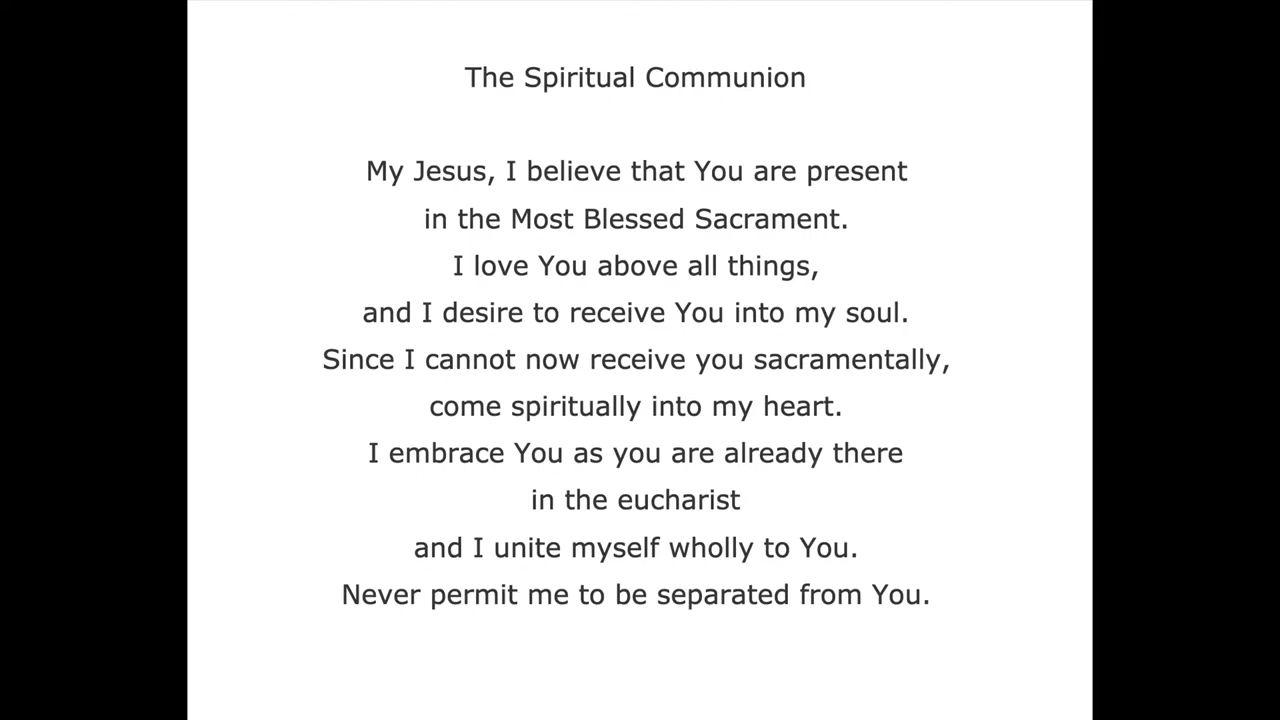 The Spiritual Communion
My Jesus, I believe that You are present
in the Most Blessed Sacrament.
I love You above all things,
and I desire to receive You into my soul.
Since I cannot now receive you sacramentally,
come spiritually into my heart.
I embrace You as you are already there
in the eucharist
and I unite myself wholly to You.
Never permit me to be separated from You.